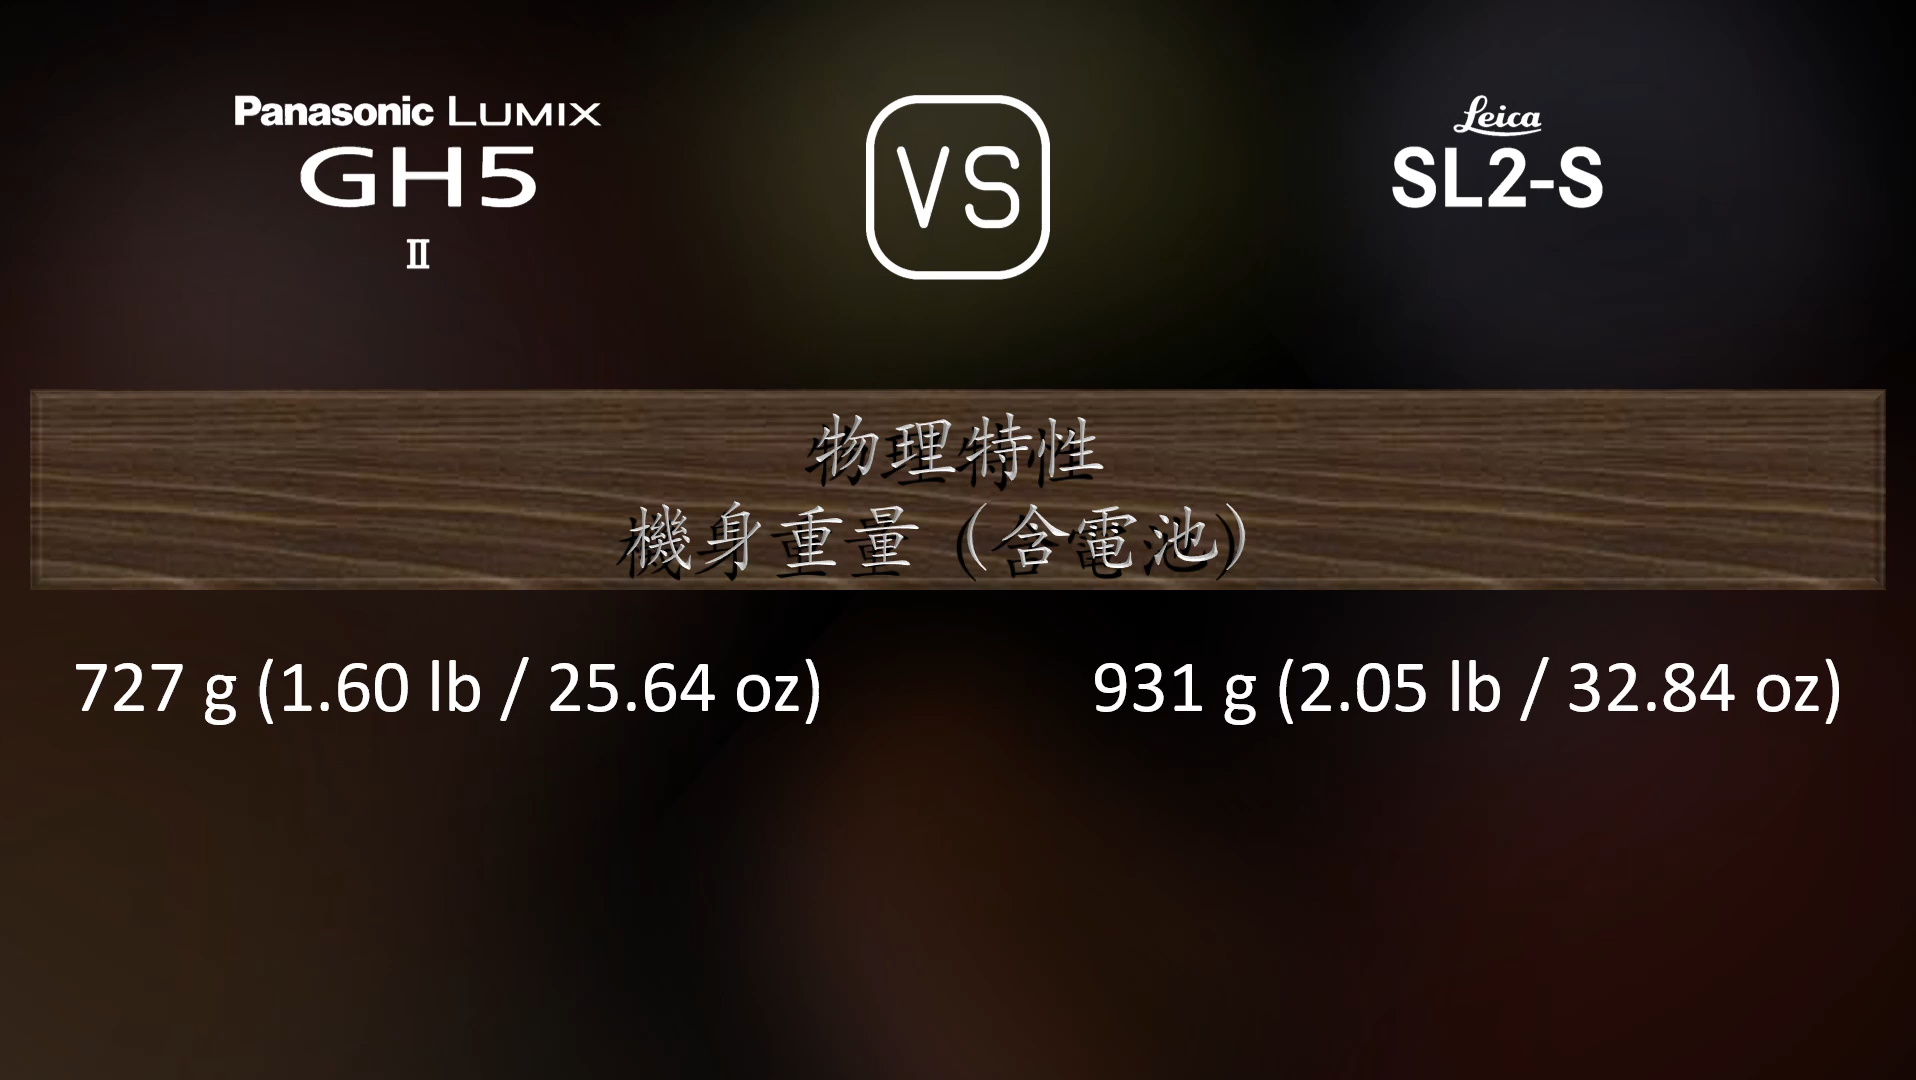 Panasonic LUMIX
GH5
II
VS
Leica
SL2-S
物理特性
機身重量（含電池）
727 g (1.60 lb / 25.64 oz)
931 g (2.05 lb / 32.84 oz)